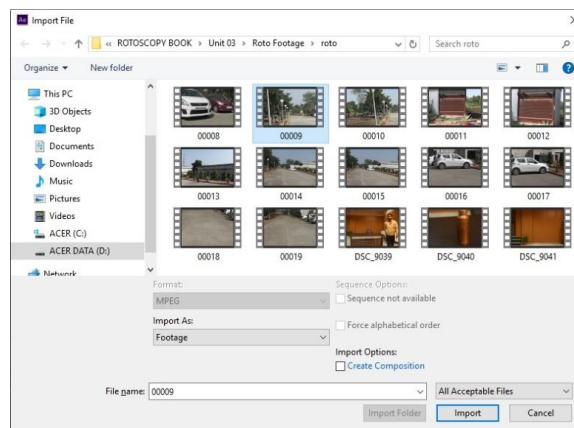 Ae Import File
« ROTOSCOPY BOOK > Unit 03 > Roto Footage > roto
Search roto
Organize
New folder
This PC
3D Objects
Desktop
Documents
Downloads
Music
Pictures
Videos
ACER (C:)
ACER DATA (D:)
Network
00008 00009 00010 00011 00012
00013 00014 00015 00016 00017
00018 00019 DSC_9039 DSC_9040 DSC_9041
Format:
MPEG
Import As:
Footage
Sequence Options:
Sequence not available
Force alphabetical order
Import Options:
Create Composition
File name: 00009
All Acceptable Files
Import Folder Import Cancel